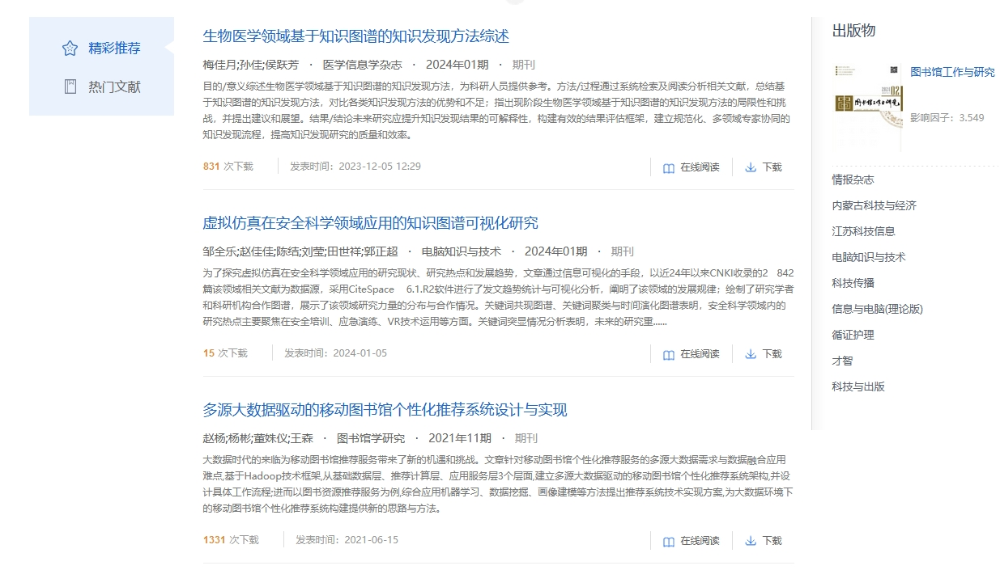 精彩推荐
热门文献
生物医学领域基于知识图谱的知识发现方法综述
梅佳月;孙佳;侯跃芳 · 医学信息学杂志 · 2024年01期 · 期刊
目的/意义综述生物医学领域基于知识图谱的知识发现方法，为科研人员提供参考。方法/过程通过系统检索及阅读分析相关文献，总结基
于知识图谱的知识发现方法，对比各类知识发现方法的优势和不足；指出现阶段生物医学领域基于知识图谱的知识发现方法的局限性和挑
战，并提出建议和展望。结果/结论未来研究应提升知识发现结果的可解释性，构建有效的结果评估框架，建立规范化、多领域专家协同的
知识发现流程，提高知识发现研究的质量和效率。
831 次下载 发表时间：2023-12-05 12:29 在线阅读 下载
虚拟仿真在安全科学领域应用的知识图谱可视化研究
邹全乐;赵佳佳;陈结;刘莹;田世祥;郭正超 · 电脑知识与技术 · 2024年01期 · 期刊
为了探究虚拟仿真在安全科学领域应用的研究现状、研究热点和发展趋势，文章通过信息可视化的手段，以近24年以来CNKI收录的2 842
篇该领域相关文献为数据源，采用CiteSpace 6.1.R2软件进行了发文趋势统计与可视化分析，阐明了该领域的发展规律；绘制了研究学者
和科研机构合作图谱，展示了该领域研究力量的分布与合作情况。关键词共现图谱、关键词聚类与时间演化图谱表明，安全科学领域内的
研究热点主要聚焦在安全培训、应急演练、VR技术运用等方面。关键词突显情况分析表明，未来的研究重......
15 次下载 发表时间：2024-01-05 在线阅读 下载
多源大数据驱动的移动图书馆个性化推荐系统设计与实现
赵杨;杨彬;董姝仪;王森 · 图书馆学研究 · 2021年11期 · 期刊
大数据时代的来临为移动图书馆推荐服务带来了新的机遇和挑战。文章针对移动图书馆个性化推荐服务的多源大数据需求与数据融合应用
难点,基于Hadoop技术框架,从基础数据层、推荐计算层、应用服务层3个层面,建立多源大数据驱动的移动图书馆个性化推荐系统架构,并设
计具体工作流程;进而以图书资源推荐服务为例,综合应用机器学习、数据挖掘、画像建模等方法提出推荐系统技术实现方案,为大数据环境下
的移动图书馆个性化推荐系统构建提供新的思路与方法。
1331 次下载 发表时间：2021-06-15 在线阅读 下载
出版物
02
图书馆工作与研究
图书馆工作与研究
影响因子：3.549
情报杂志
内蒙古科技与经济
江苏科技信息
电脑知识与技术
科技传播
信息与电脑(理论版)
循证护理
才智
科技与出版